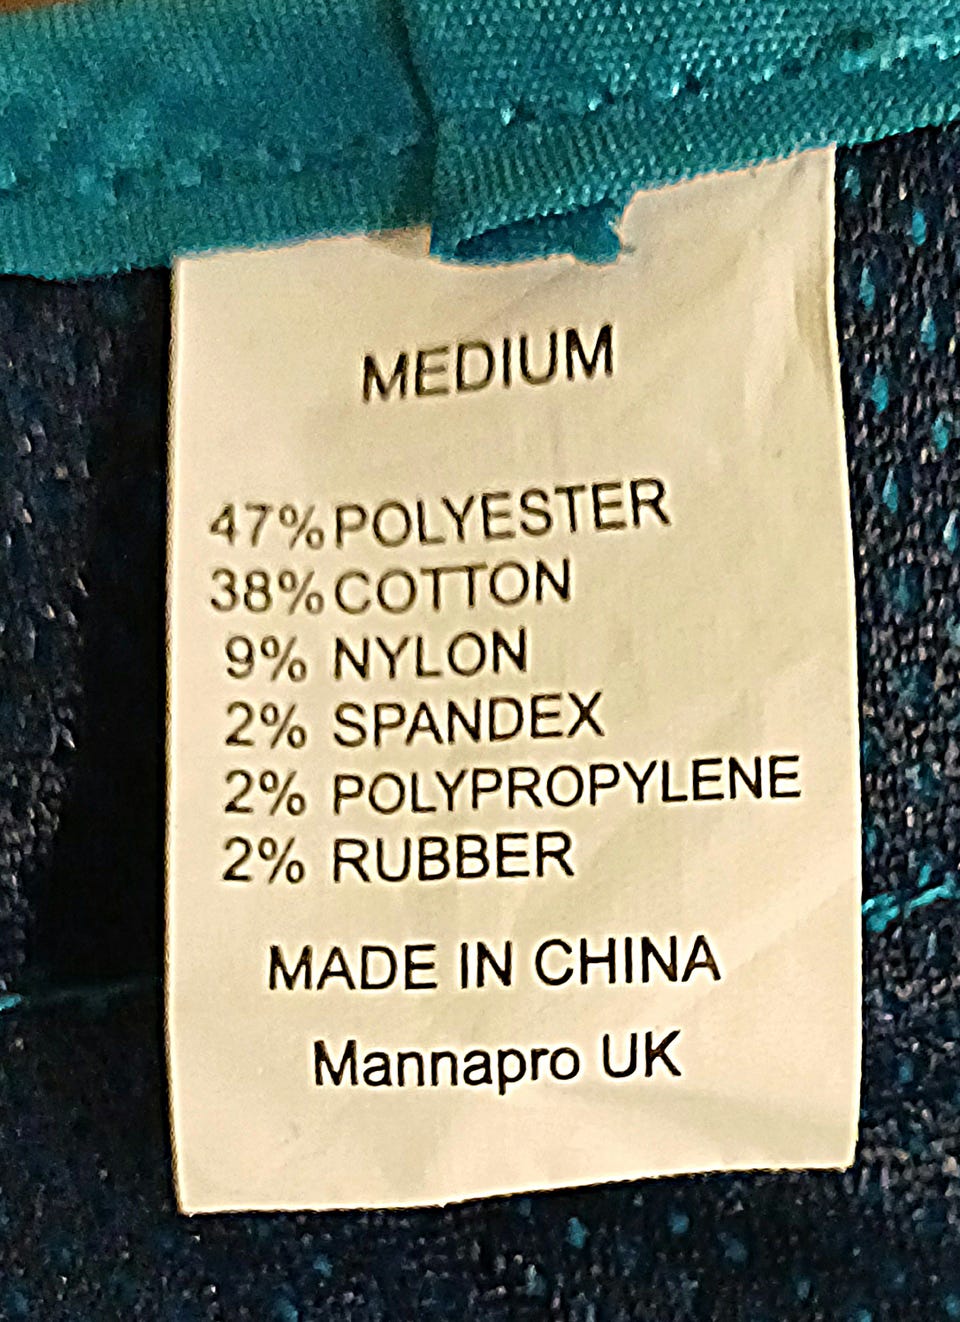 MEDIUM
47% POLYESTER
38% COTTON
9% NYLON
2% SPANDEX
2% POLYPROPYLENE
2% RUBBER
MADE IN CHINA
Mannapro UK